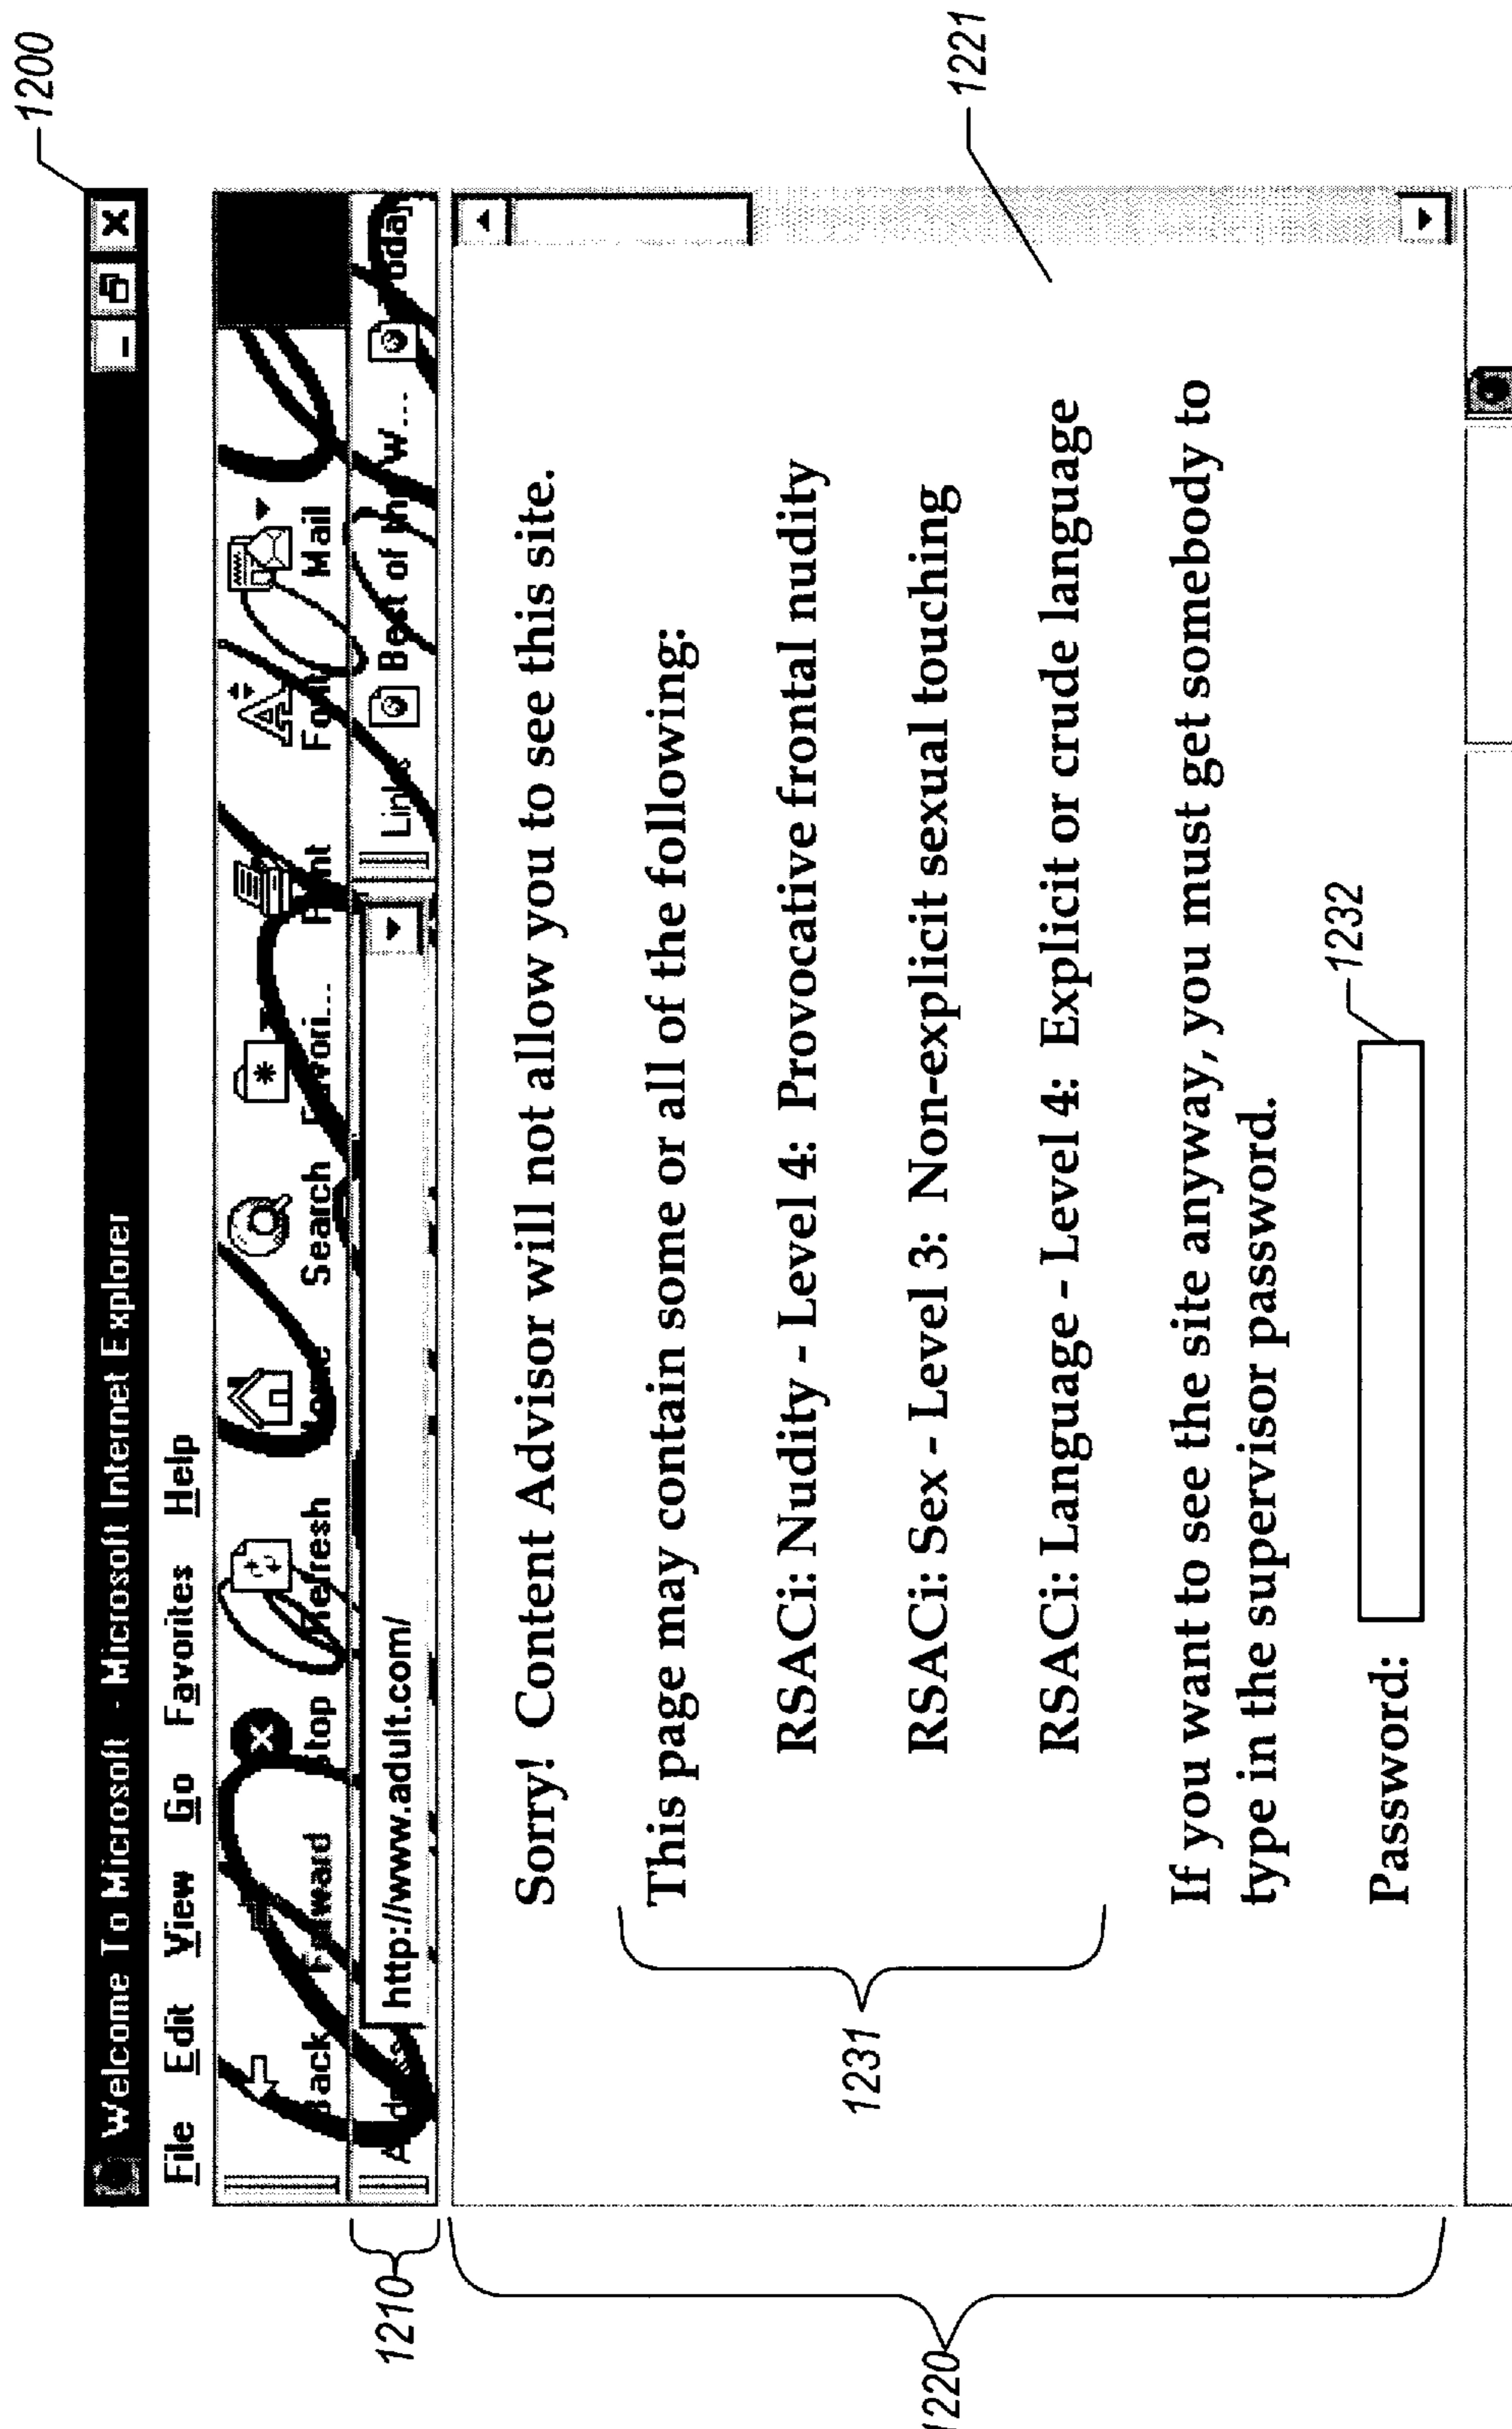 1200
Welcome To Microsoft - Microsoft Internet Explorer
File Edit View Go Favorites Help
Search Mail
1210
http://www.adult.com/
Links Best of the W...
1220
1221
Sorry! Content Advisor will not allow you to see this site.
This page may contain some or all of the following:
1231
RSACi: Nudity - Level 4: Provocative frontal nudity
RSACi: Sex - Level 3: Non-explicit sexual touching
RSACi: Language - Level 4: Explicit or crude language
If you want to see the site anyway, you must get somebody to
type in the supervisor password.
Password:
1232